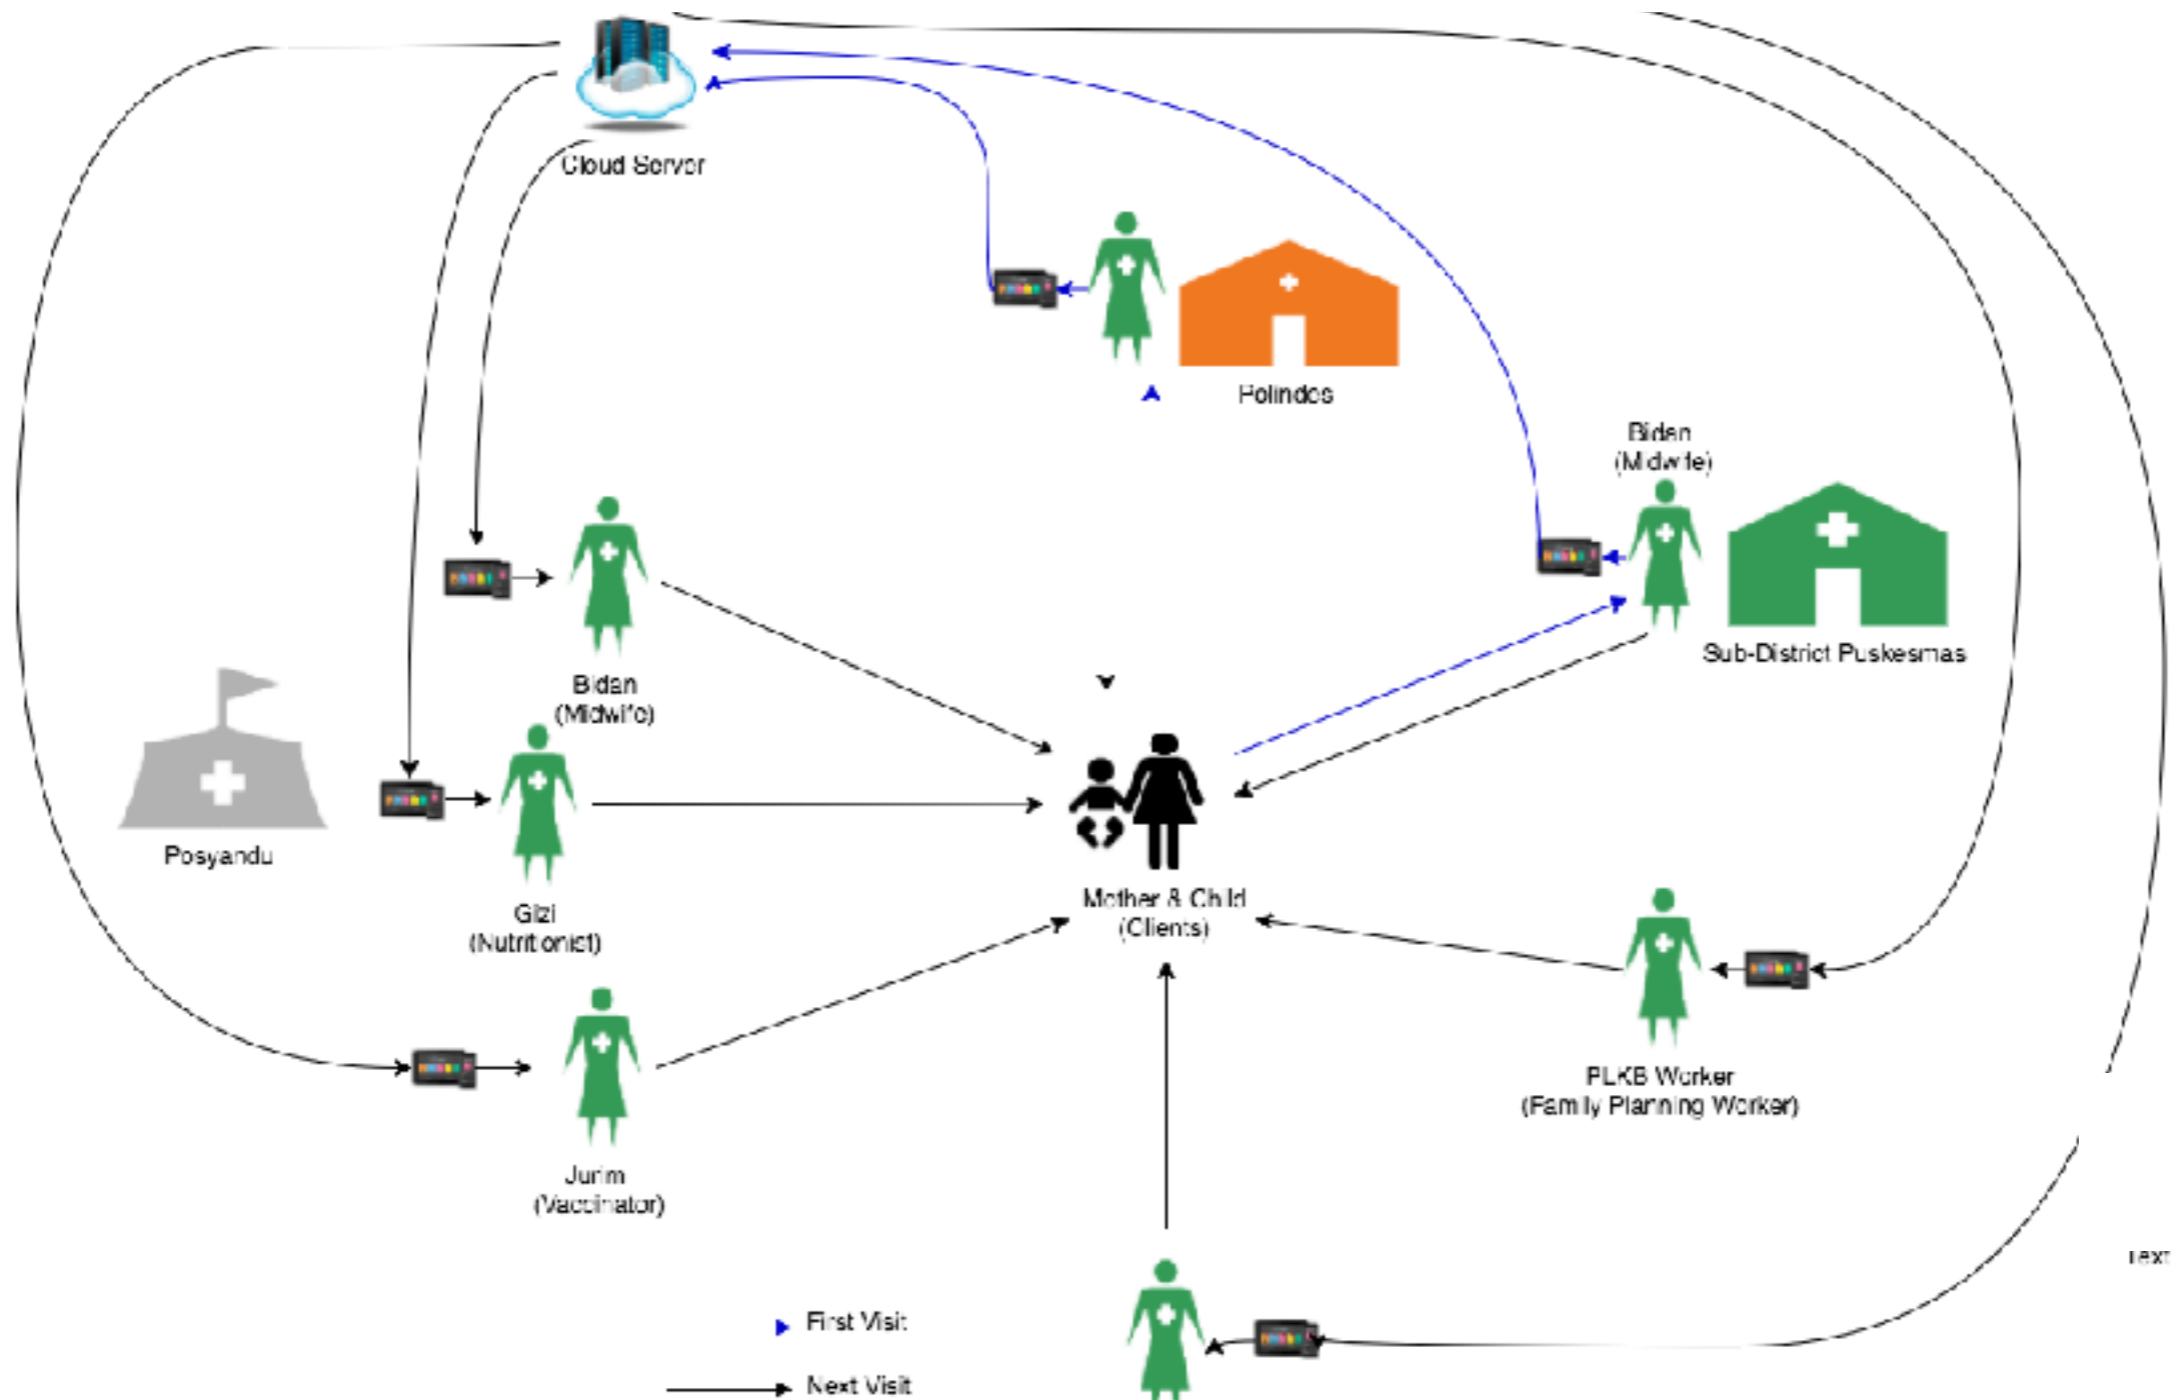 Cloud Server
Polindes
Bidan
(Midwife)
Sub-District Puskesmas
Bidan
(Midwife)
Posyandu
Gizi
(Nutritionist)
Mother & Child
(Clients)
PLKB Worker
(Family Planning Worker)
Jurim
(Vaccinator)
Text
First Visit
Next Visit